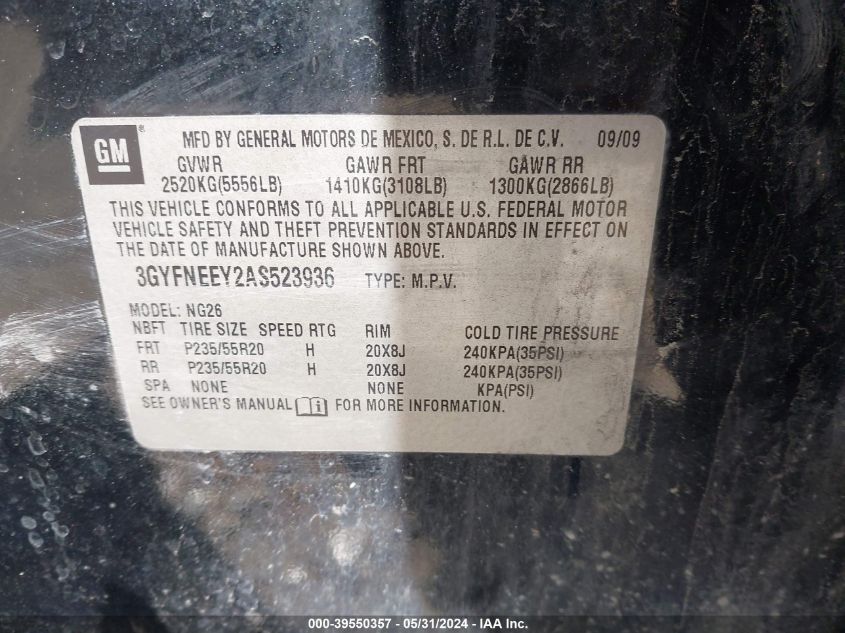 GM ® MFD BY GENERAL MOTORS DE MEXICO, S. DE R.L. DE C.V. 09/09
GVWR GAWR FRT GAWR RR
2520KG(5556LB) 1410KG(3108LB) 1300KG(2866LB)
THIS VEHICLE CONFORMS TO ALL APPLICABLE U.S. FEDERAL MOTOR
VEHICLE SAFETY AND THEFT PREVENTION STANDARDS IN EFFECT ON
THE DATE OF MANUFACTURE SHOWN ABOVE.
3GYFNEEY2AS523936 TYPE: M.P.V.
MODEL: NG26
NBFT TIRE SIZE SPEED RTG RIM COLD TIRE PRESSURE
FRT P235/55R20 H 20X8J 240KPA(35PSI)
RR P235/55R20 H 20X8J 240KPA(35PSI)
SPA NONE NONE KPA(PSI)
SEE OWNER'S MANUAL i FOR MORE INFORMATION.
000-39550357 - 05/31/2024 - IAA Inc.